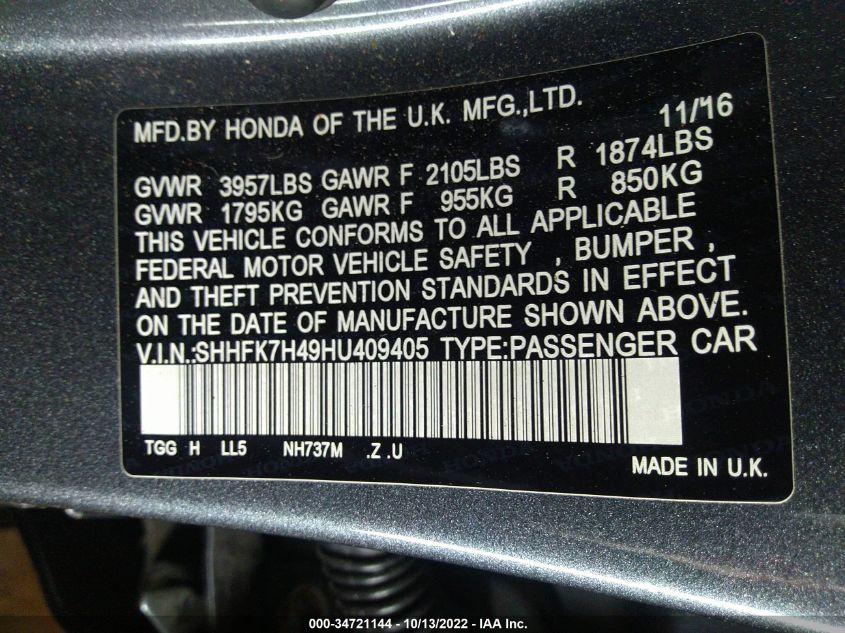 MFD.BY HONDA OF THE U.K. MFG.,LTD. 11/16
GVWR 3957LBS GAWR F 2105LBS R 1874LBS
GVWR 1795KG GAWR F 955KG R 850KG
THIS VEHICLE CONFORMS TO ALL APPLICABLE
FEDERAL MOTOR VEHICLE SAFETY , BUMPER ,
AND THEFT PREVENTION STANDARDS IN EFFECT
ON THE DATE OF MANUFACTURE SHOWN ABOVE.
V.I.N.:SHHFK7H49HU409405 TYPE:PASSENGER CAR
TGG H LL5 NH737M .Z .U
MADE IN U.K.
000-34721144 - 10/13/2022 - IAA Inc.